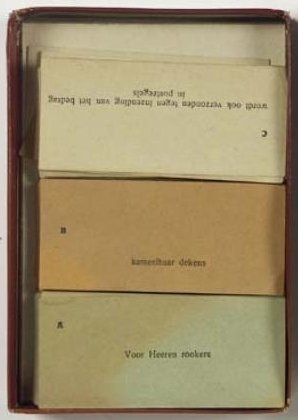 wordt ook verzonden tegen inzending van het bedrag
in postzegels
C
B
kameelhaar dekens
A
Voor Heeren rookers